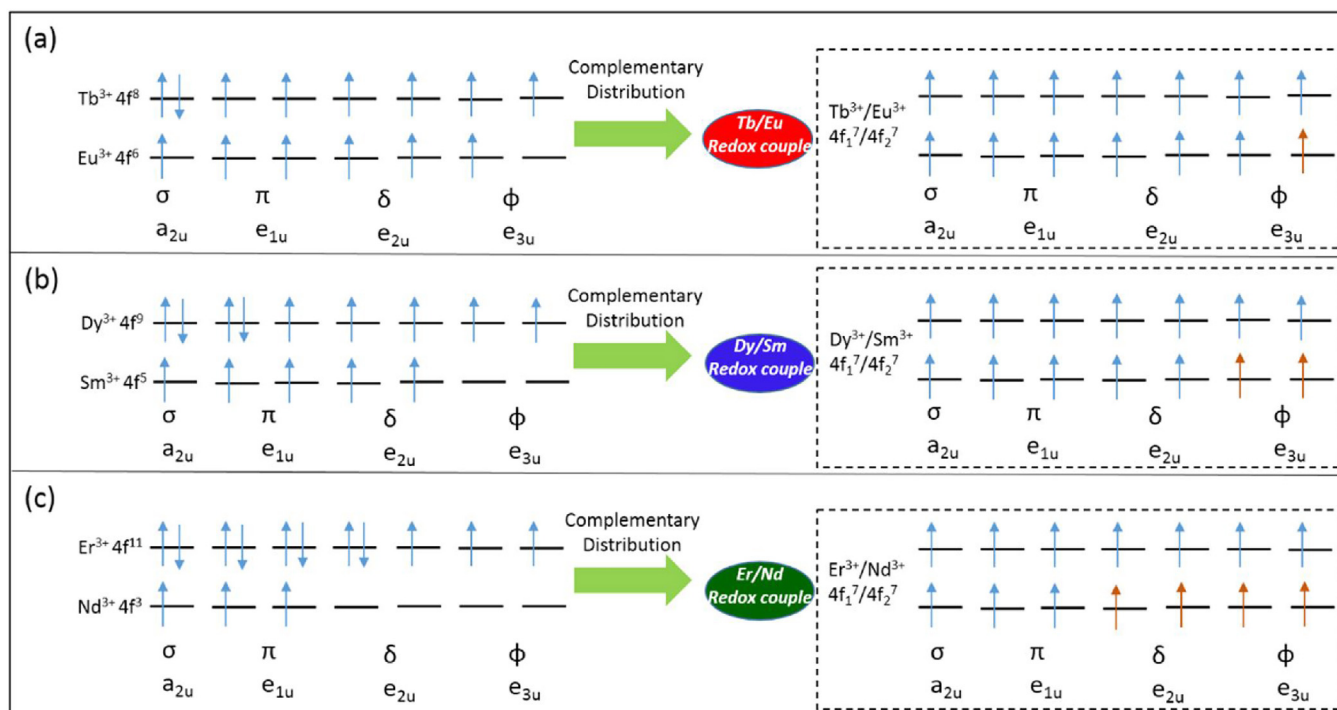 (a)
Tb³⁺ 4f⁸
Eu³⁺ 4f⁶
σ π δ ϕ
a₂ᵤ e₁ᵤ e₂ᵤ e₃ᵤ
Complementary
Distribution
Tb/Eu
Redox couple
Tb³⁺/Eu³⁺
4f₁⁷/4f₂⁷
σ π δ ϕ
a₂ᵤ e₁ᵤ e₂ᵤ e₃ᵤ
(b)
Dy³⁺ 4f⁹
Sm³⁺ 4f⁵
σ π δ ϕ
a₂ᵤ e₁ᵤ e₂ᵤ e₃ᵤ
Complementary
Distribution
Dy/Sm
Redox couple
Dy³⁺/Sm³⁺
4f₁⁷/4f₂⁷
σ π δ ϕ
a₂ᵤ e₁ᵤ e₂ᵤ e₃ᵤ
(c)
Er³⁺ 4f¹¹
Nd³⁺ 4f³
σ π δ ϕ
a₂ᵤ e₁ᵤ e₂ᵤ e₃ᵤ
Complementary
Distribution
Er/Nd
Redox couple
Er³⁺/Nd³⁺
4f₁⁷/4f₂⁷
σ π δ ϕ
a₂ᵤ e₁ᵤ e₂ᵤ e₃ᵤ